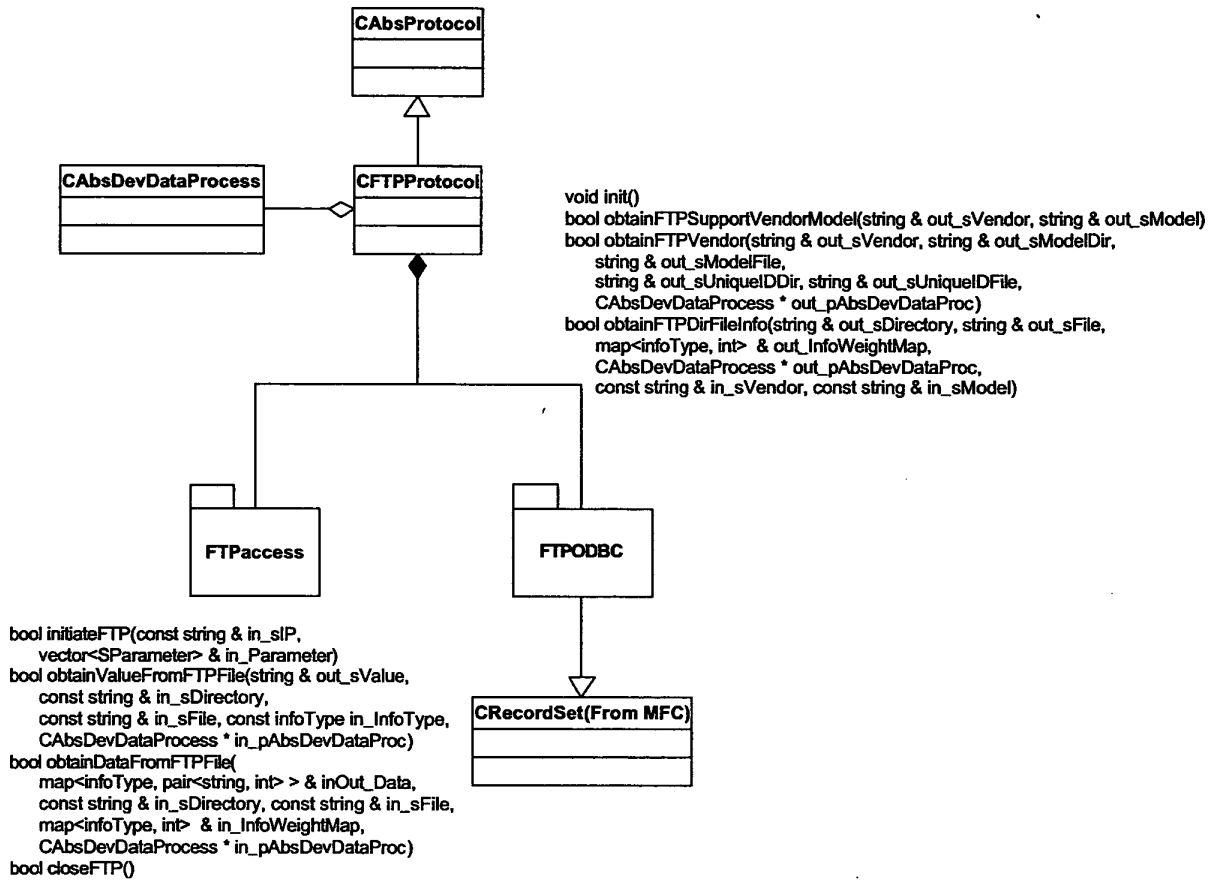 CAbsProtocol
CAbsDevDataProcess
CFTPProtocol
void init()
bool obtainFTPSupportVendorModel(string & out_sVendor, string & out_sModel)
bool obtainFTPVendor(string & out_sVendor, string & out_sModelDir,
string & out_sModelFile,
string & out_sUniqueIDDir, string & out_sUniqueIDFile,
CAbsDevDataProcess * out_pAbsDevDataProc)
bool obtainFTPDirFileInfo(string & out_sDirectory, string & out_sFile,
map<infoType, int> & out_InfoWeightMap,
CAbsDevDataProcess * out_pAbsDevDataProc,
const string & in_sVendor, const string & in_sModel)
FTPaccess
FTPODBC
bool initiateFTP(const string & in_sIP,
vector<SParameter> & in_Parameter)
bool obtainValueFromFTPFile(string & out_sValue,
const string & in_sDirectory,
const string & in_sFile, const infoType in_InfoType,
CAbsDevDataProcess * in_pAbsDevDataProc)
bool obtainDataFromFTPFile(
map<infoType, pair<string, int> > & inOut_Data,
const string & in_sDirectory, const string & in_sFile,
map<infoType, int> & in_InfoWeightMap,
CAbsDevDataProcess * in_pAbsDevDataProc)
bool closeFTP()
CRecordSet(From MFC)